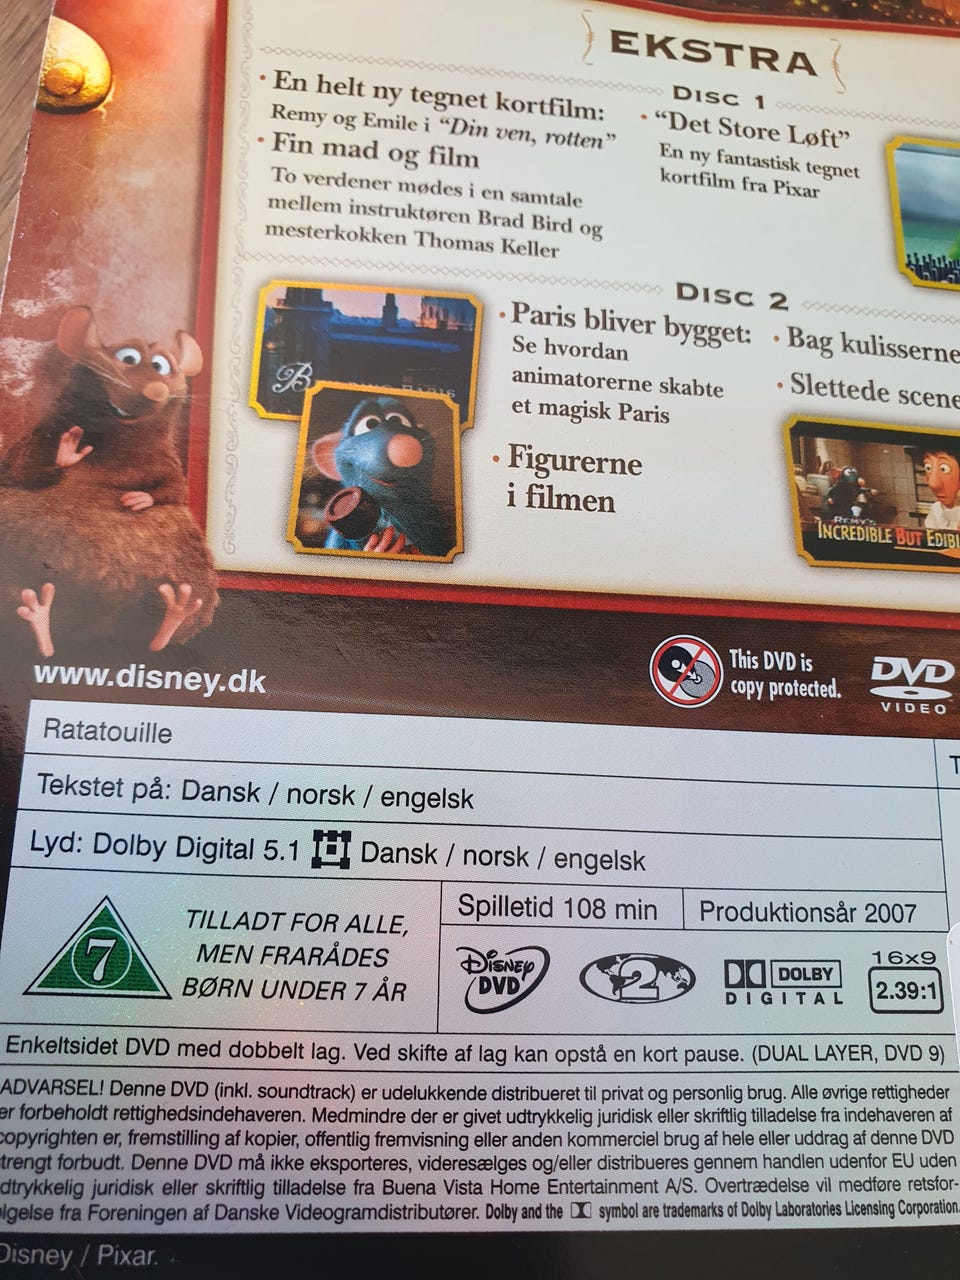 EKSTRA
• En helt ny tegnet kortfilm:
Remy og Emile i “Din ven, rotten”
• Fin mad og film
To verdener mødes i en samtale
mellem instruktøren Brad Bird og
mesterkokken Thomas Keller
DISC 1
• “Det Store Løft”
En ny fantastisk tegnet
kortfilm fra Pixar
DISC 2
• Paris bliver bygget:
Se hvordan
animatorerne skabte
et magisk Paris
• Figurerne
i filmen
• Bag kulisserne
• Slettede scene
REMY'S
INCREDIBLE BUT EDIBL
www.disney.dk
This DVD is
copy protected.
DVD
VIDEO
Ratatouille
T
Tekstet på: Dansk / norsk / engelsk
Lyd: Dolby Digital 5.1 Dansk / norsk / engelsk
7
TILLADT FOR ALLE,
MEN FRARÅDES
BØRN UNDER 7 ÅR
Spilletid 108 min
Produktionsår 2007
DISNEY
DVD
2
DOLBY
DIGITAL
16x9
2.39:1
Enkeltsidet DVD med dobbelt lag. Ved skifte af lag kan opstå en kort pause. (DUAL LAYER, DVD 9)
ADVARSEL! Denne DVD (inkl. soundtrack) er udelukkende distribueret til privat og personlig brug. Alle øvrige rettigheder
er forbeholdt rettighedsindehaveren. Medmindre der er givet udtrykkelig juridisk eller skriftlig tilladelse fra indehaveren af
copyrighten er, fremstilling af kopier, offentlig fremvisning eller anden kommerciel brug af hele eller uddrag af denne DVD
trengt forbudt. Denne DVD må ikke eksporteres, videresælges og/eller distribueres gennem handlen udenfor EU uden
dtrykkelig juridisk eller skriftlig tilladelse fra Buena Vista Home Entertainment A/S. Overtrædelse vil medføre retsfor-
lgelse fra Foreningen af Danske Videogramdistributører. Dolby and the symbol are trademarks of Dolby Laboratories Licensing Corporation.
Disney / Pixar.